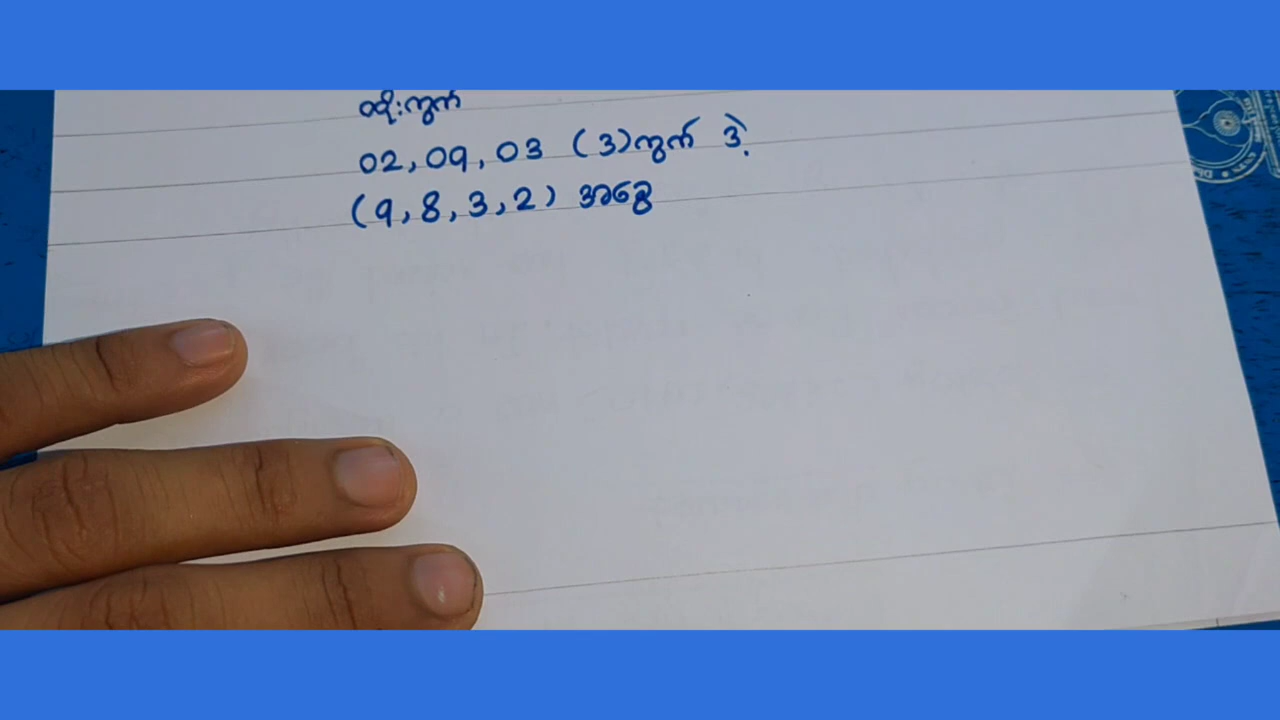 ထိုးကွက်
02, 09, 03 (3) ကွက် ဒဲ့
(9, 8, 3, 2) အခွေ